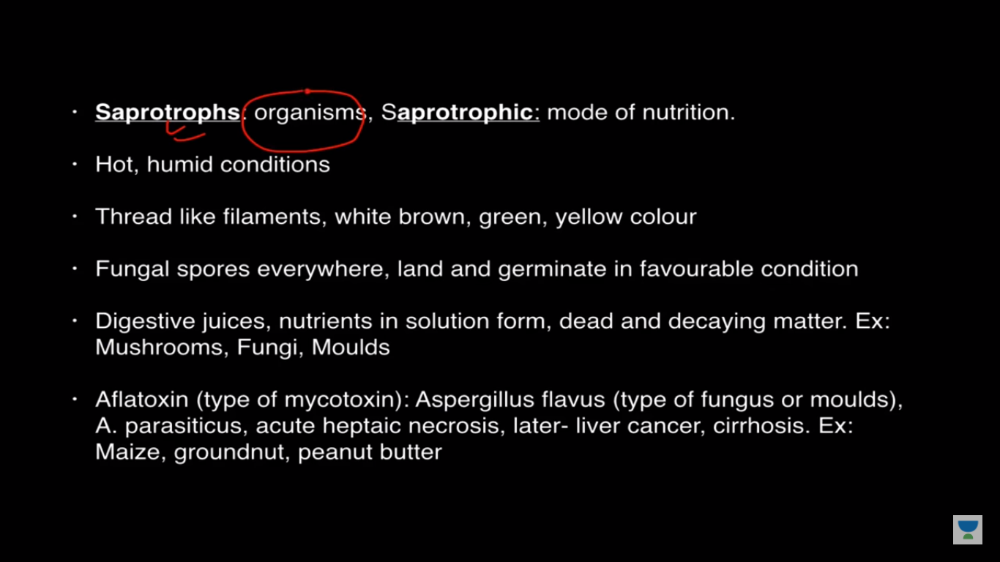 · Saprotrophs: organisms, Saprotrophic: mode of nutrition.
· Hot, humid conditions
· Thread like filaments, white brown, green, yellow colour
· Fungal spores everywhere, land and germinate in favourable condition
· Digestive juices, nutrients in solution form, dead and decaying matter. Ex:
Mushrooms, Fungi, Moulds
· Aflatoxin (type of mycotoxin): Aspergillus flavus (type of fungus or moulds),
A. parasiticus, acute heptaic necrosis, later- liver cancer, cirrhosis. Ex:
Maize, groundnut, peanut butter